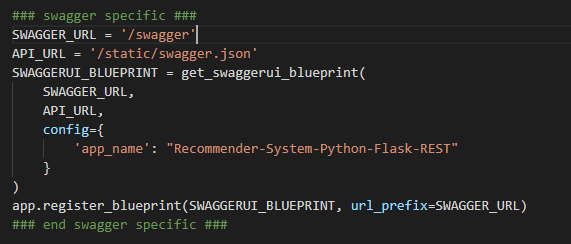 ### swagger specific ###
SWAGGER_URL = '/swagger'
API_URL = '/static/swagger.json'
SWAGGERUI_BLUEPRINT = get_swaggerui_blueprint(
    SWAGGER_URL,
    API_URL,
    config={
        'app_name': "Recommender-System-Python-Flask-REST"
    }
)
app.register_blueprint(SWAGGERUI_BLUEPRINT, url_prefix=SWAGGER_URL)
### end swagger specific ###